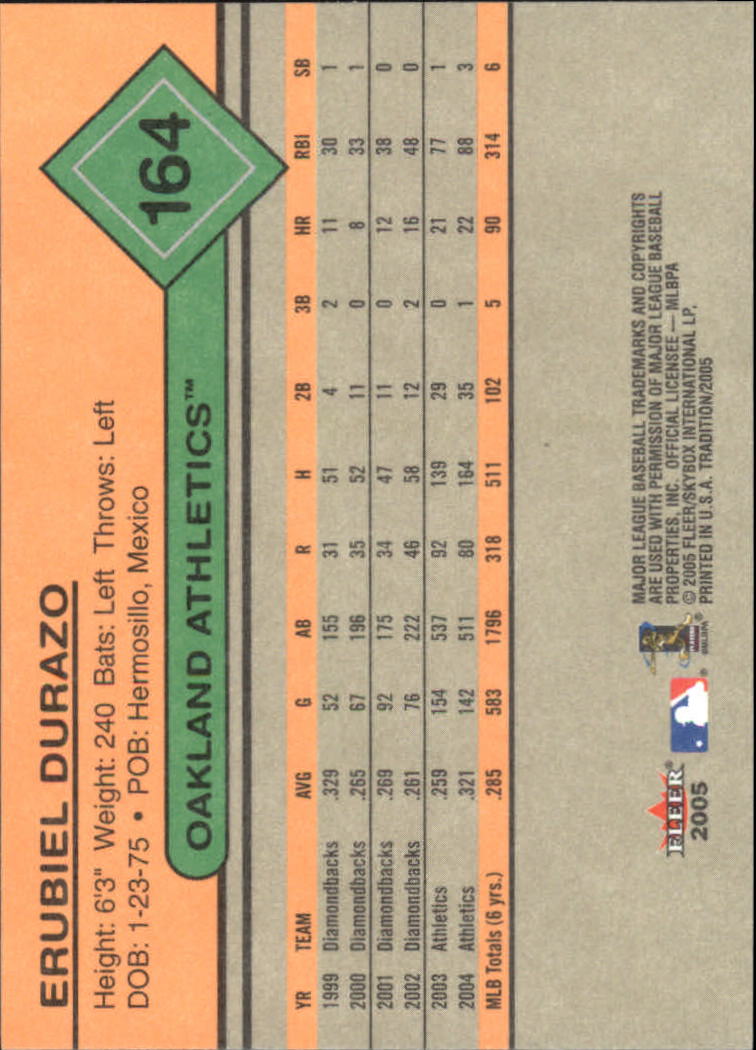 ERUBIEL DURAZO
Height: 6'3" Weight: 240 Bats: Left Throws: Left
DOB: 1-23-75 • POB: Hermosillo, Mexico
164
OAKLAND ATHLETICS™
YR TEAM AVG G AB R H 2B 3B HR RBI SB
1999 Diamondbacks .329 52 155 31 51 4 2 11 30 1
2000 Diamondbacks .265 67 196 35 52 11 0 8 33 1
2001 Diamondbacks .269 92 175 34 47 11 0 12 38 0
2002 Diamondbacks .261 76 222 46 58 12 2 16 48 0
2003 Athletics .259 154 537 92 139 29 0 21 77 1
2004 Athletics .321 142 511 80 164 35 1 22 88 3
MLB Totals (6 yrs.) .285 583 1796 318 511 102 5 90 314 6
FLEER®
2005
®
®MLBPA
MAJOR LEAGUE BASEBALL TRADEMARKS AND COPYRIGHTS
ARE USED WITH PERMISSION OF MAJOR LEAGUE BASEBALL
PROPERTIES, INC. OFFICIAL LICENSEE — MLBPA
© 2005 FLEER/SKYBOX INTERNATIONAL LP.
PRINTED IN U.S.A. TRADITION/2005